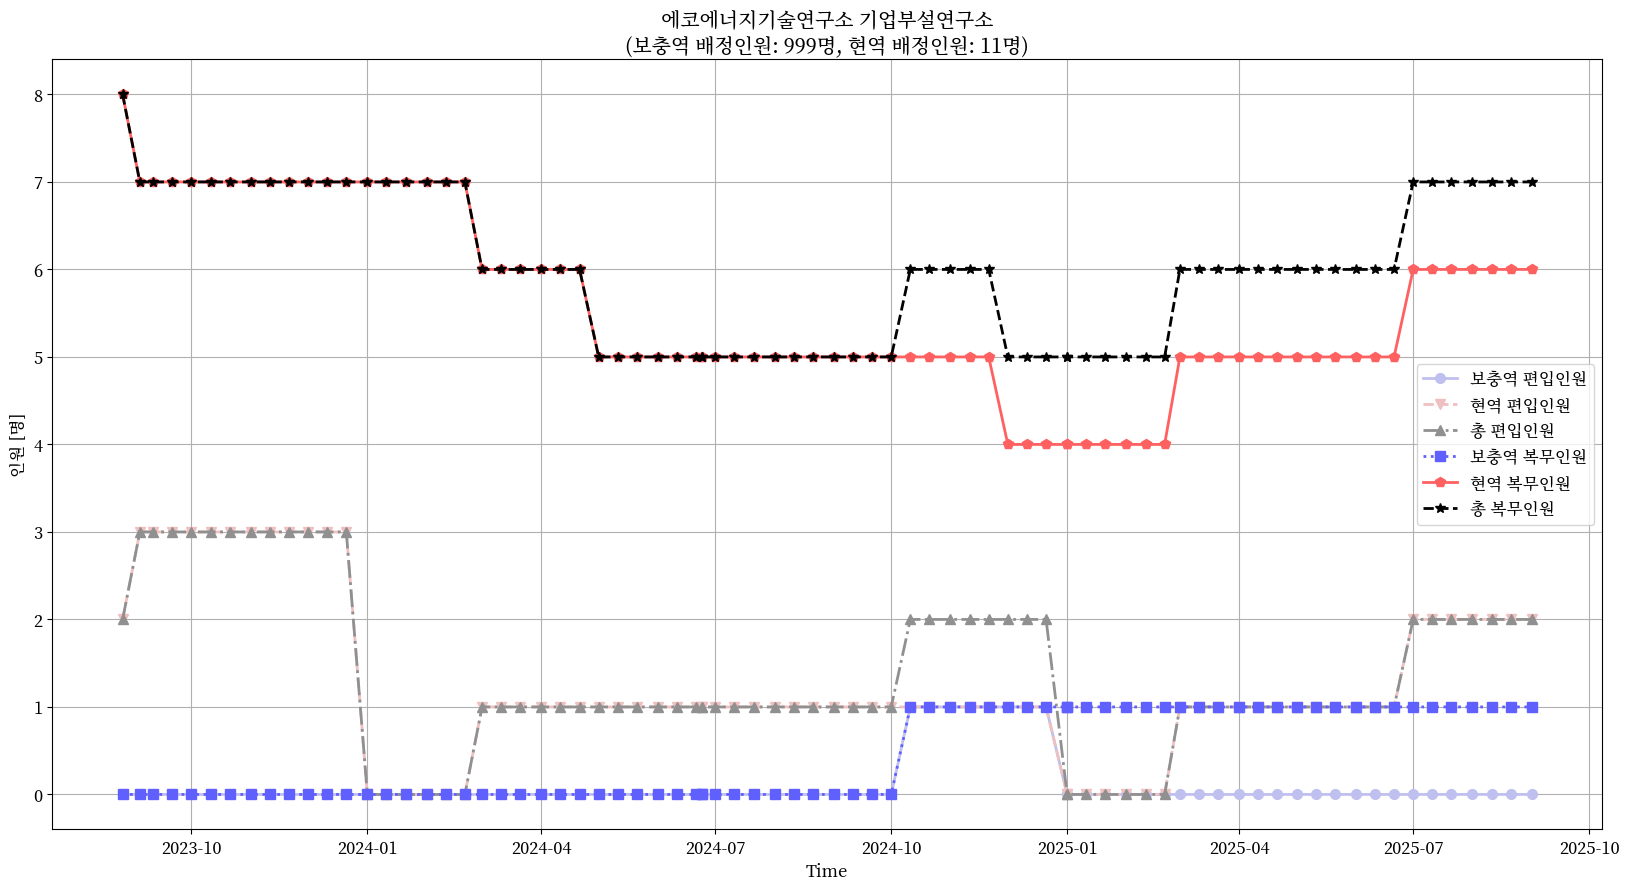 에코에너지기술연구소 기업부설연구소
(보충역 배정인원: 999명, 현역 배정인원: 11명)
인원 [명]
8
7
6
5
4
3
2
1
0
보충역 편입인원
현역 편입인원
총 편입인원
보충역 복무인원
현역 복무인원
총 복무인원
2023-10
2024-01
2024-04
2024-07
2024-10
2025-01
2025-04
2025-07
2025-10
Time